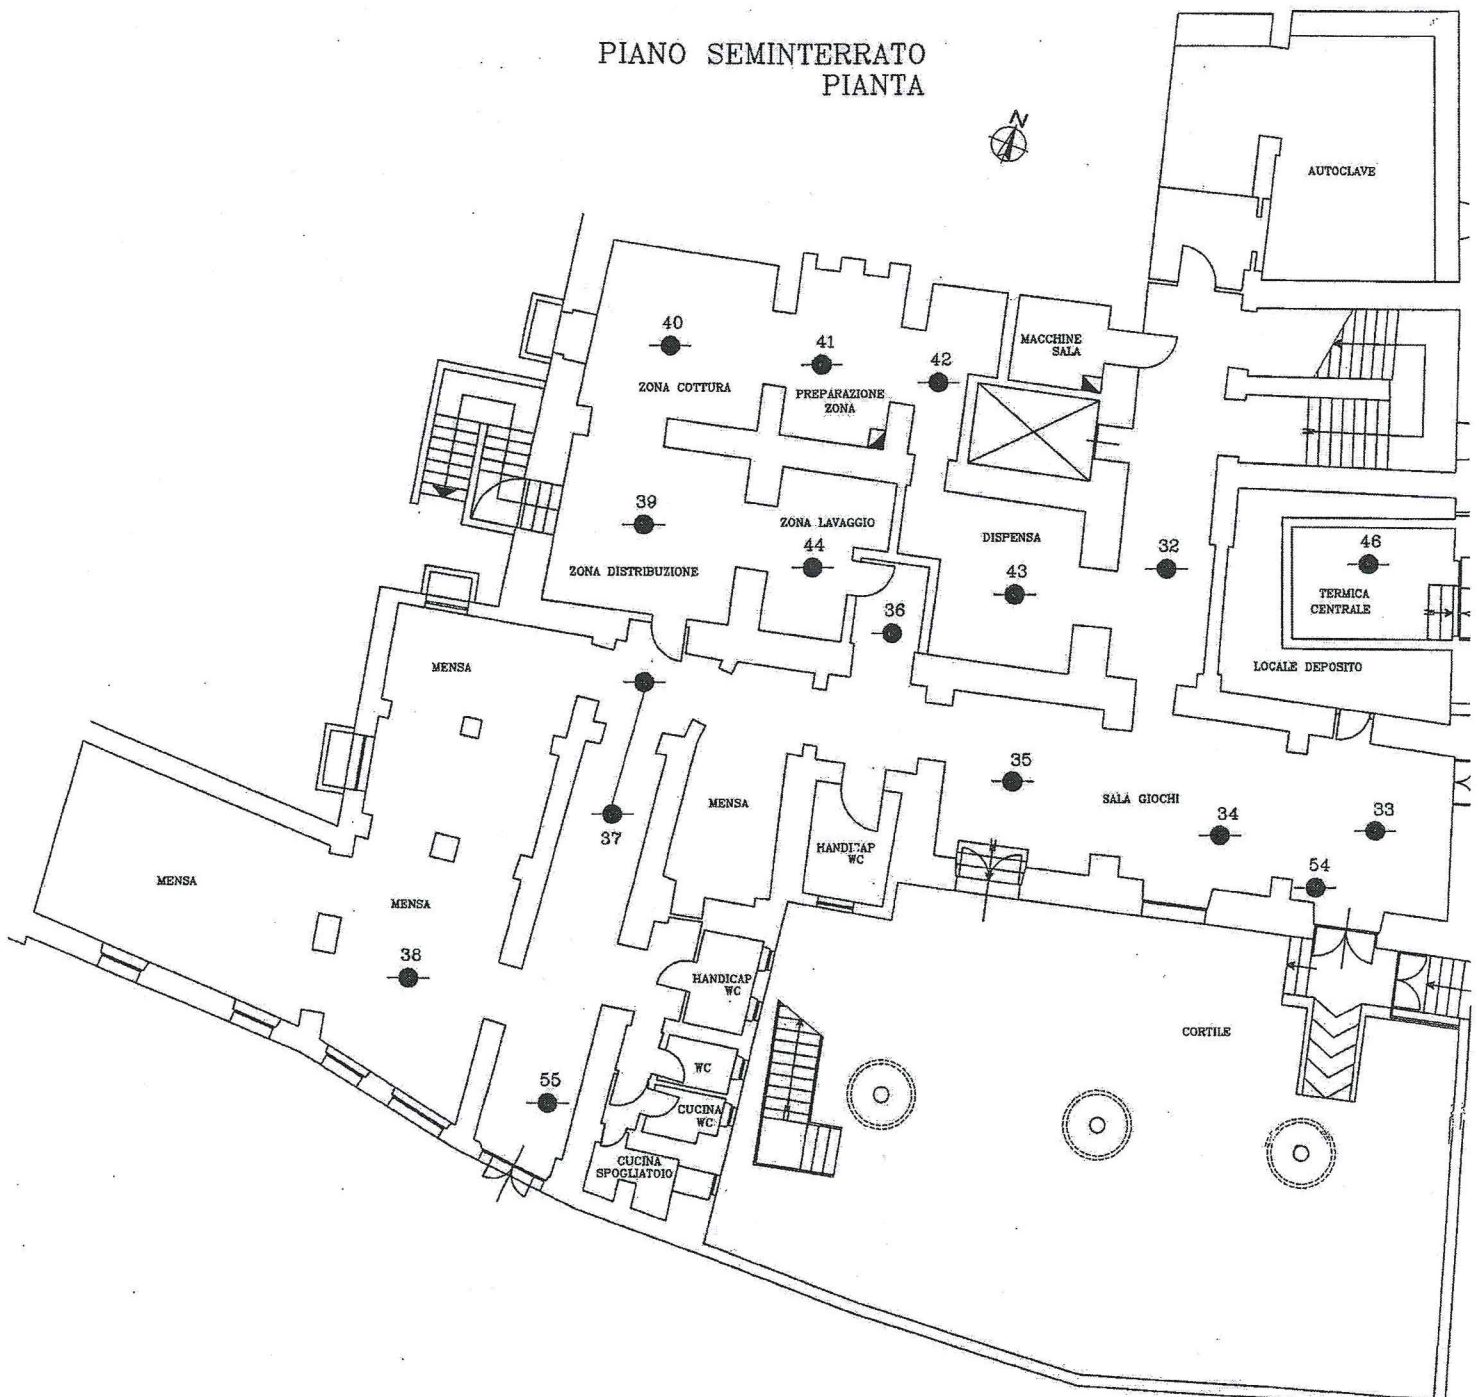 PIANO SEMINTERRATO
PIANTA
N
AUTOCLAVE
40
41
42
MACCHINE
SALA
ZONA COTTURA
PREPARAZIONE
ZONA
39
ZONA LAVAGGIO
44
DISPENSA
43
32
46
TERMICA
CENTRALE
ZONA DISTRIBUZIONE
36
LOCALE DEPOSITO
MENSA
35
SALA GIOCHI
34
33
54
MENSA
37
HANDICAP
WC
MENSA
MENSA
38
HANDICAP
WC
CORTILE
WC
55
CUCINA
WC
CUCINA
SPOGLIATOIO